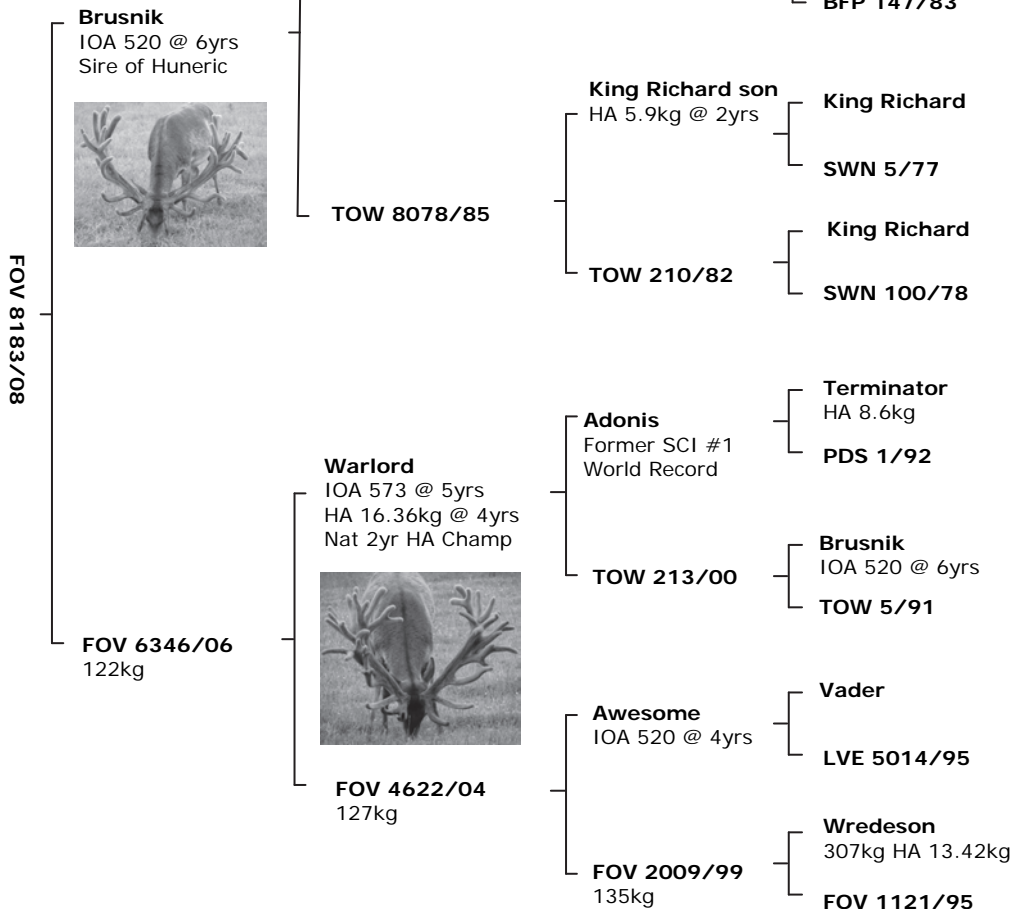 BFP 147/83
Brusnik
IOA 520 @ 6yrs
Sire of Huneric
King Richard son
HA 5.9kg @ 2yrs
King Richard
SWN 5/77
TOW 8078/85
King Richard
TOW 210/82
SWN 100/78
FOV 8183/08
Terminator
HA 8.6kg
Adonis
Former SCI #1
World Record
PDS 1/92
Warlord
IOA 573 @ 5yrs
HA 16.36kg @ 4yrs
Nat 2yr HA Champ
Brusnik
IOA 520 @ 6yrs
TOW 213/00
TOW 5/91
FOV 6346/06
122kg
Vader
Awesome
IOA 520 @ 4yrs
LVE 5014/95
FOV 4622/04
127kg
Wredeson
307kg HA 13.42kg
FOV 2009/99
135kg
FOV 1121/95